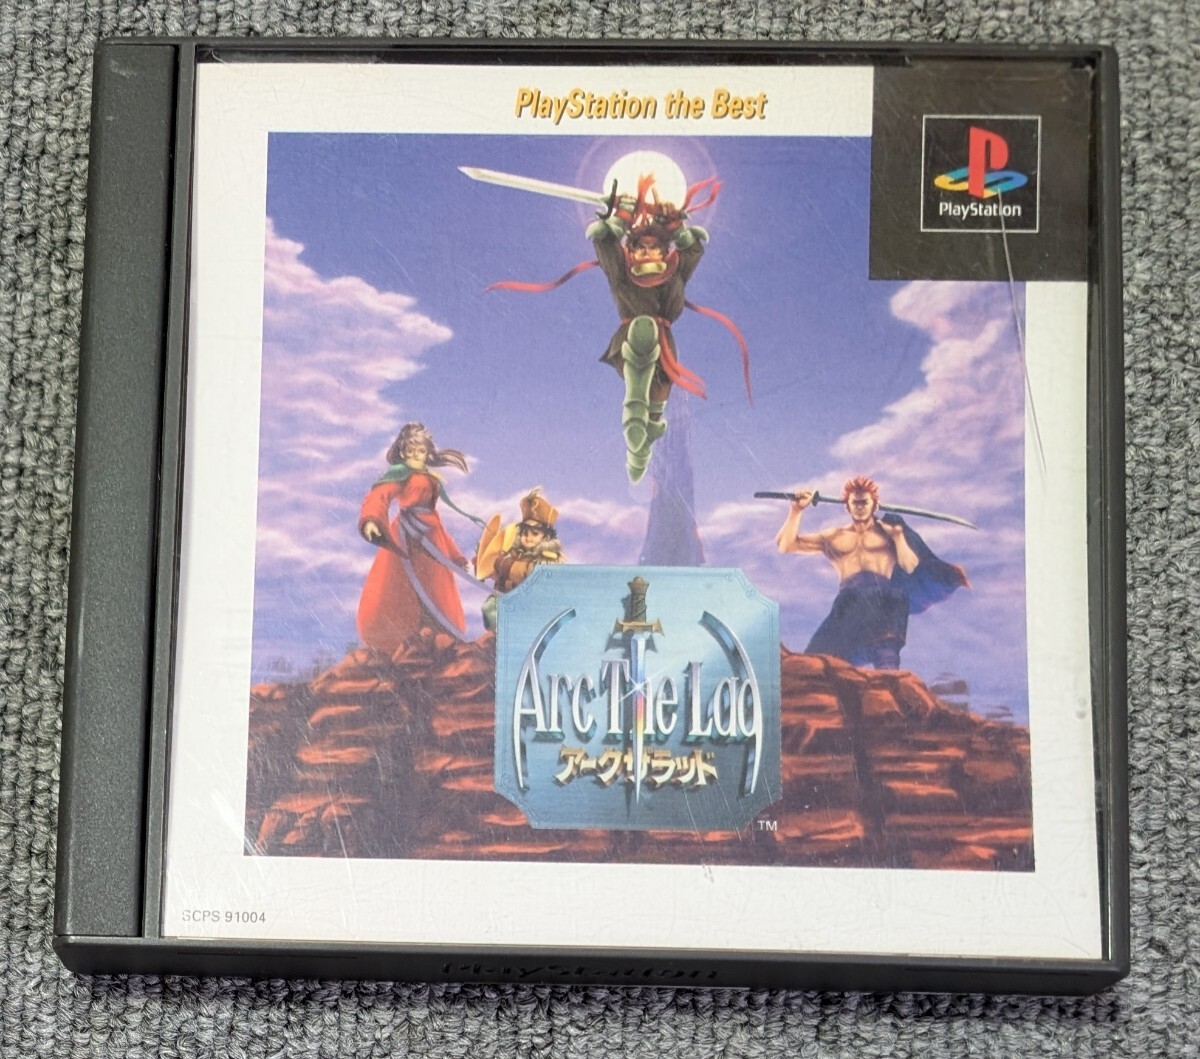 PlayStation the Best
PlayStation
Arc The Lad
アークザラッド
TM
SCPS 91004
PlayStation